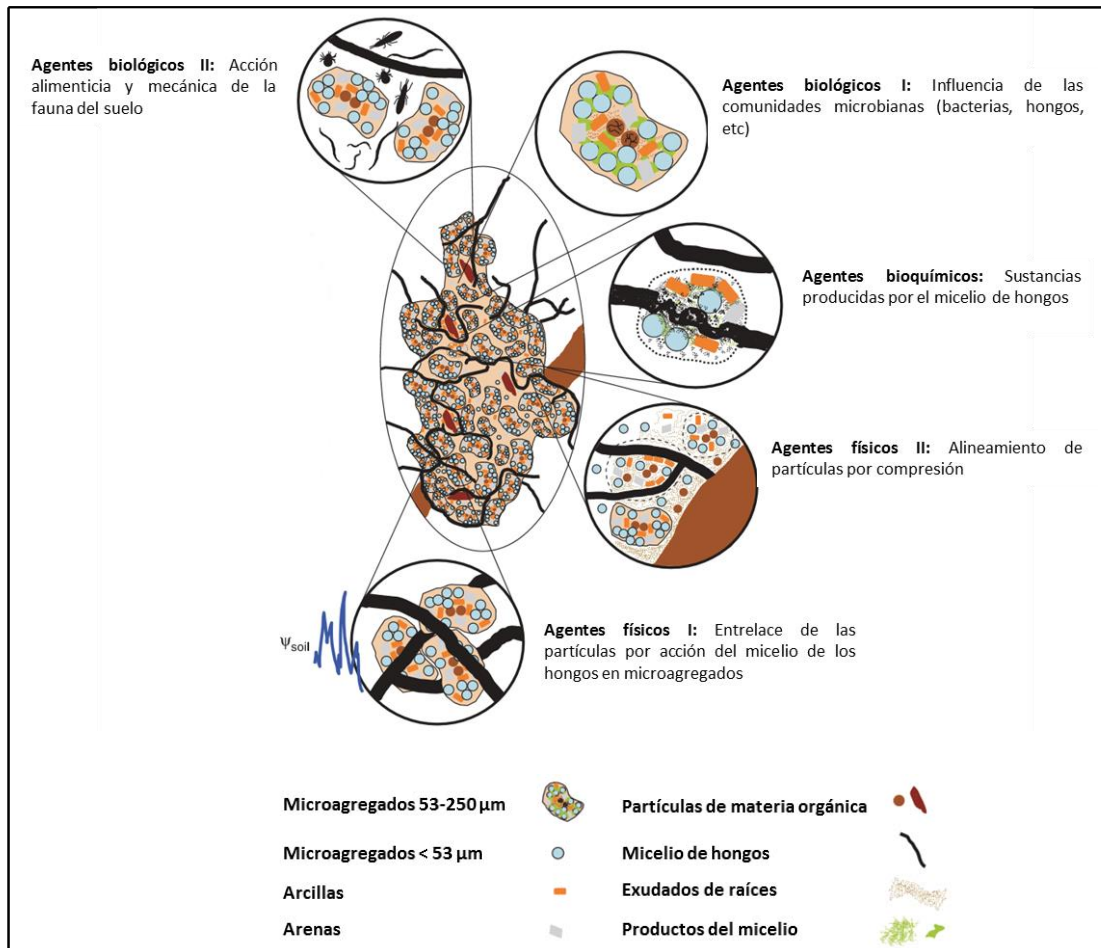 Agentes biológicos II: Acción
alimenticia y mecánica de la
fauna del suelo
Agentes biológicos I: Influencia de las
comunidades microbianas (bacterias, hongos,
etc)
Agentes bioquímicos: Sustancias
producidas por el micelio de hongos
Agentes físicos II: Alineamiento de
partículas por compresión
Agentes físicos I: Entrelace de las
partículas por acción del micelio de los
hongos en microagregados
Ψsoil
Microagregados 53-250 μm
Partículas de materia orgánica
Microagregados < 53 μm
Micelio de hongos
Arcillas
Exudados de raíces
Arenas
Productos del micelio